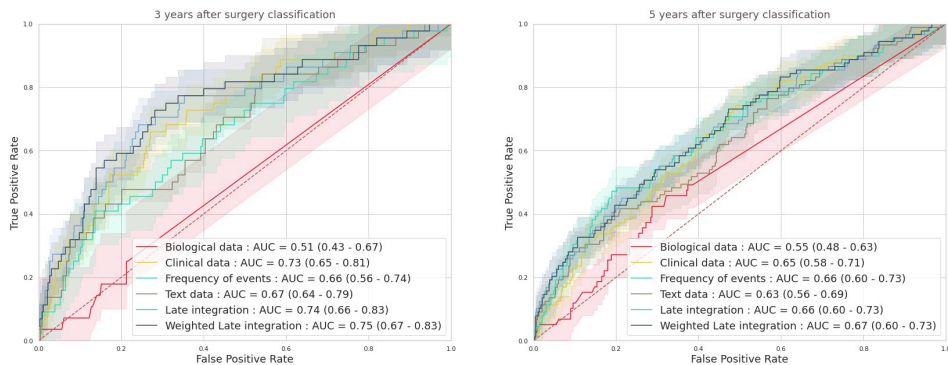 3 years after surgery classification
1.0
0.8
0.6
0.4
0.2
0.0
True Positive Rate
Biological data : AUC = 0.51 (0.43 - 0.67)
Clinical data : AUC = 0.73 (0.65 - 0.81)
Frequency of events : AUC = 0.66 (0.56 - 0.74)
Text data : AUC = 0.67 (0.64 - 0.79)
Late integration : AUC = 0.74 (0.66 - 0.83)
Weighted Late integration : AUC = 0.75 (0.67 - 0.83)
0.0 0.2 0.4 0.6 0.8 1.0
False Positive Rate
5 years after surgery classification
1.0
0.8
0.6
0.4
0.2
0.0
True Positive Rate
Biological data : AUC = 0.55 (0.48 - 0.63)
Clinical data : AUC = 0.65 (0.58 - 0.71)
Frequency of events : AUC = 0.66 (0.60 - 0.73)
Text data : AUC = 0.63 (0.56 - 0.69)
Late integration : AUC = 0.66 (0.60 - 0.73)
Weighted Late integration : AUC = 0.67 (0.60 - 0.73)
0.0 0.2 0.4 0.6 0.8 1.0
False Positive Rate